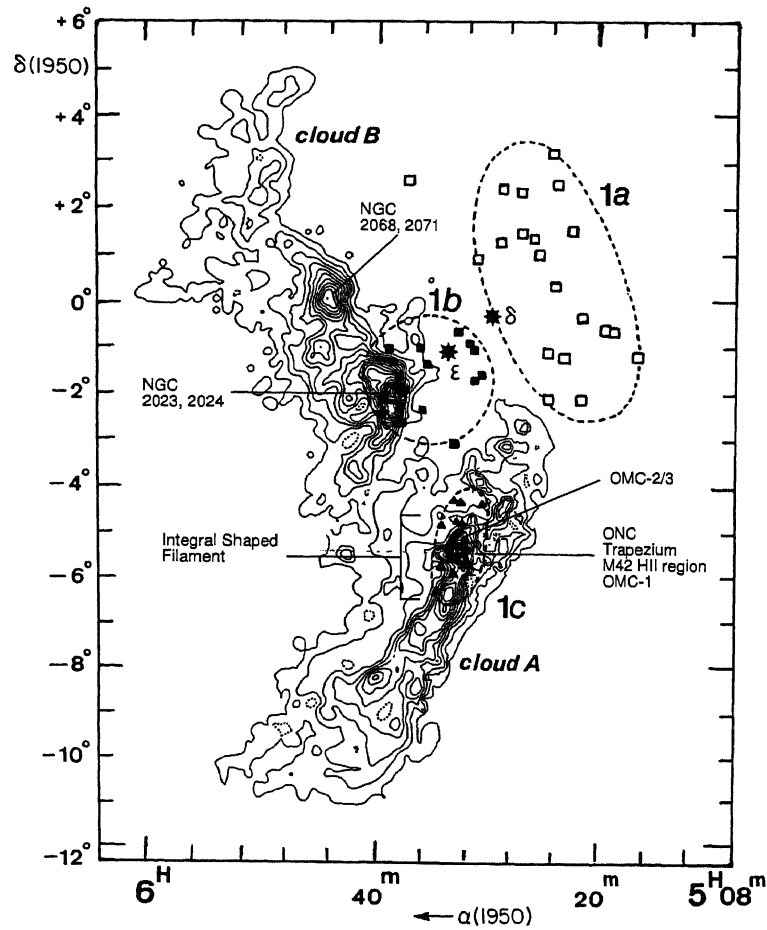 +6°
δ(1950)
+4°
+2°
0°
−2°
−4°
−6°
−8°
−10°
−12°
cloud B
NGC
2068, 2071
1a
1b
δ
ε
NGC
2023, 2024
OMC-2/3
Integral Shaped
Filament
ONC
Trapezium
M42 HII region
OMC-1
1c
cloud A
6H 40m 20m 5H 08m
← α(1950)